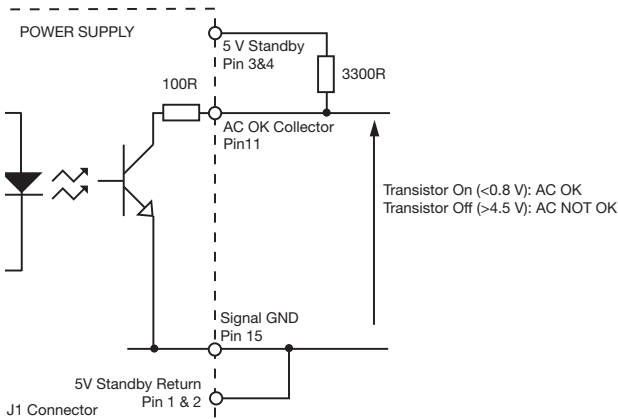 POWER SUPPLY
5 V Standby
Pin 3&4
3300R
100R
AC OK Collector
Pin11
Transistor On (<0.8 V): AC OK
Transistor Off (>4.5 V): AC NOT OK
Signal GND
Pin 15
5V Standby Return
Pin 1 & 2
J1 Connector